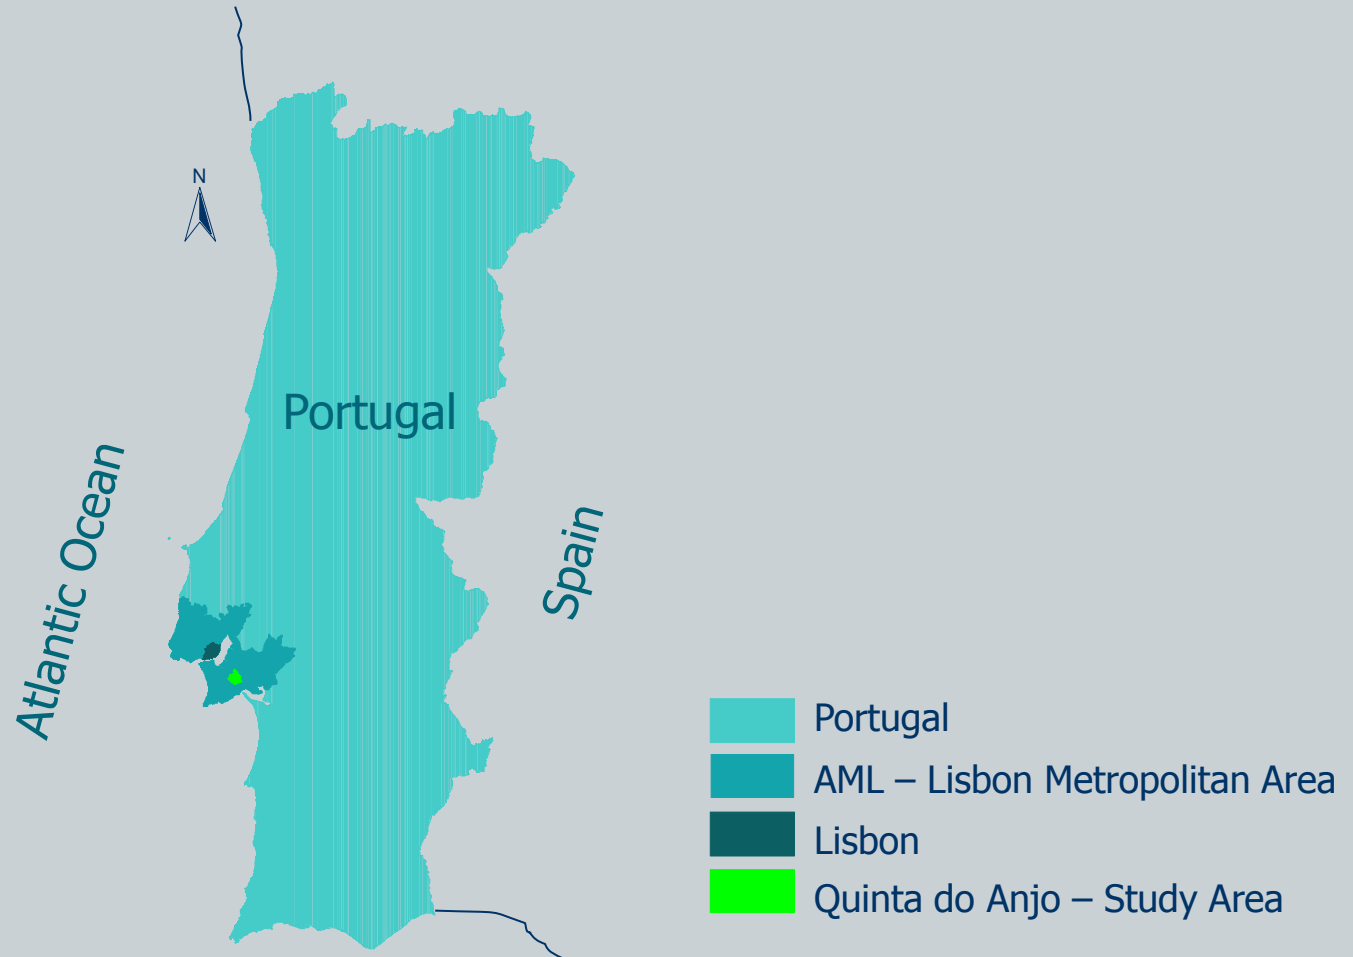 N
Portugal
Atlantic Ocean
Spain
Portugal
AML – Lisbon Metropolitan Area
Lisbon
Quinta do Anjo – Study Area